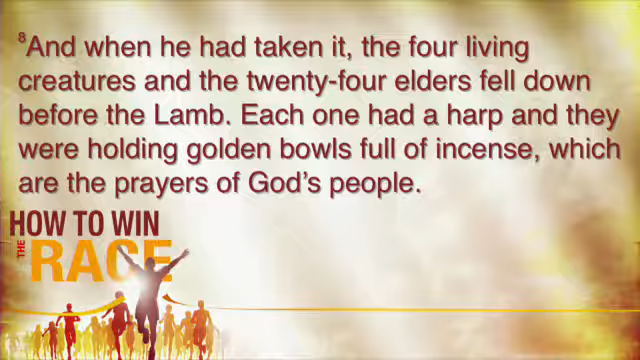 ⁸And when he had taken it, the four living
creatures and the twenty-four elders fell down
before the Lamb. Each one had a harp and they
were holding golden bowls full of incense, which
are the prayers of God's people.
HOW TO WIN
THE RACE